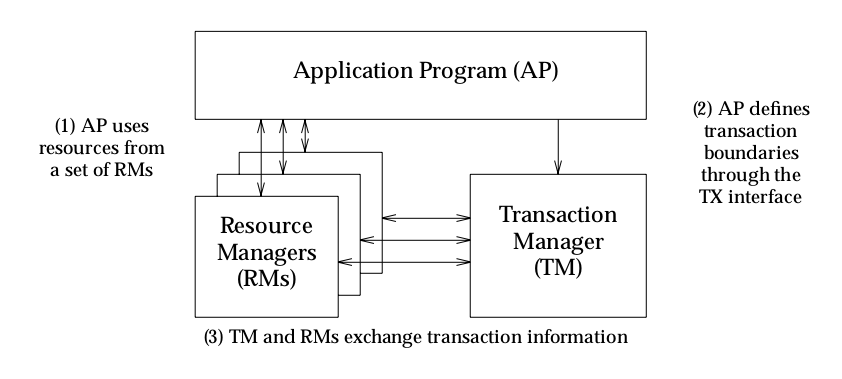 Application Program (AP)
(1) AP uses
resources from
a set of RMs
(2) AP defines
transaction
boundaries
through the
TX interface
Resource
Managers
(RMs)
Transaction
Manager
(TM)
(3) TM and RMs exchange transaction information